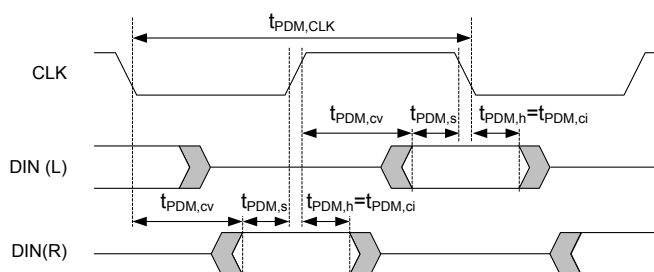 tPDM,CLK
CLK
tPDM,cv tPDM,s tPDM,h=tPDM,ci
DIN (L)
tPDM,cv tPDM,s tPDM,h=tPDM,ci
DIN(R)